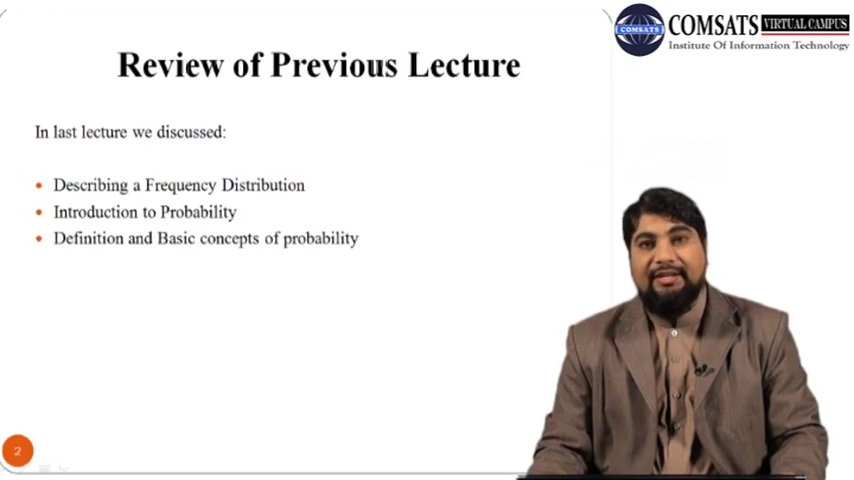 COMSATS VIRTUAL CAMPUS
Institute Of Information Technology
COMSATS
Review of Previous Lecture
In last lecture we discussed:
• Describing a Frequency Distribution
• Introduction to Probability
• Definition and Basic concepts of probability
2